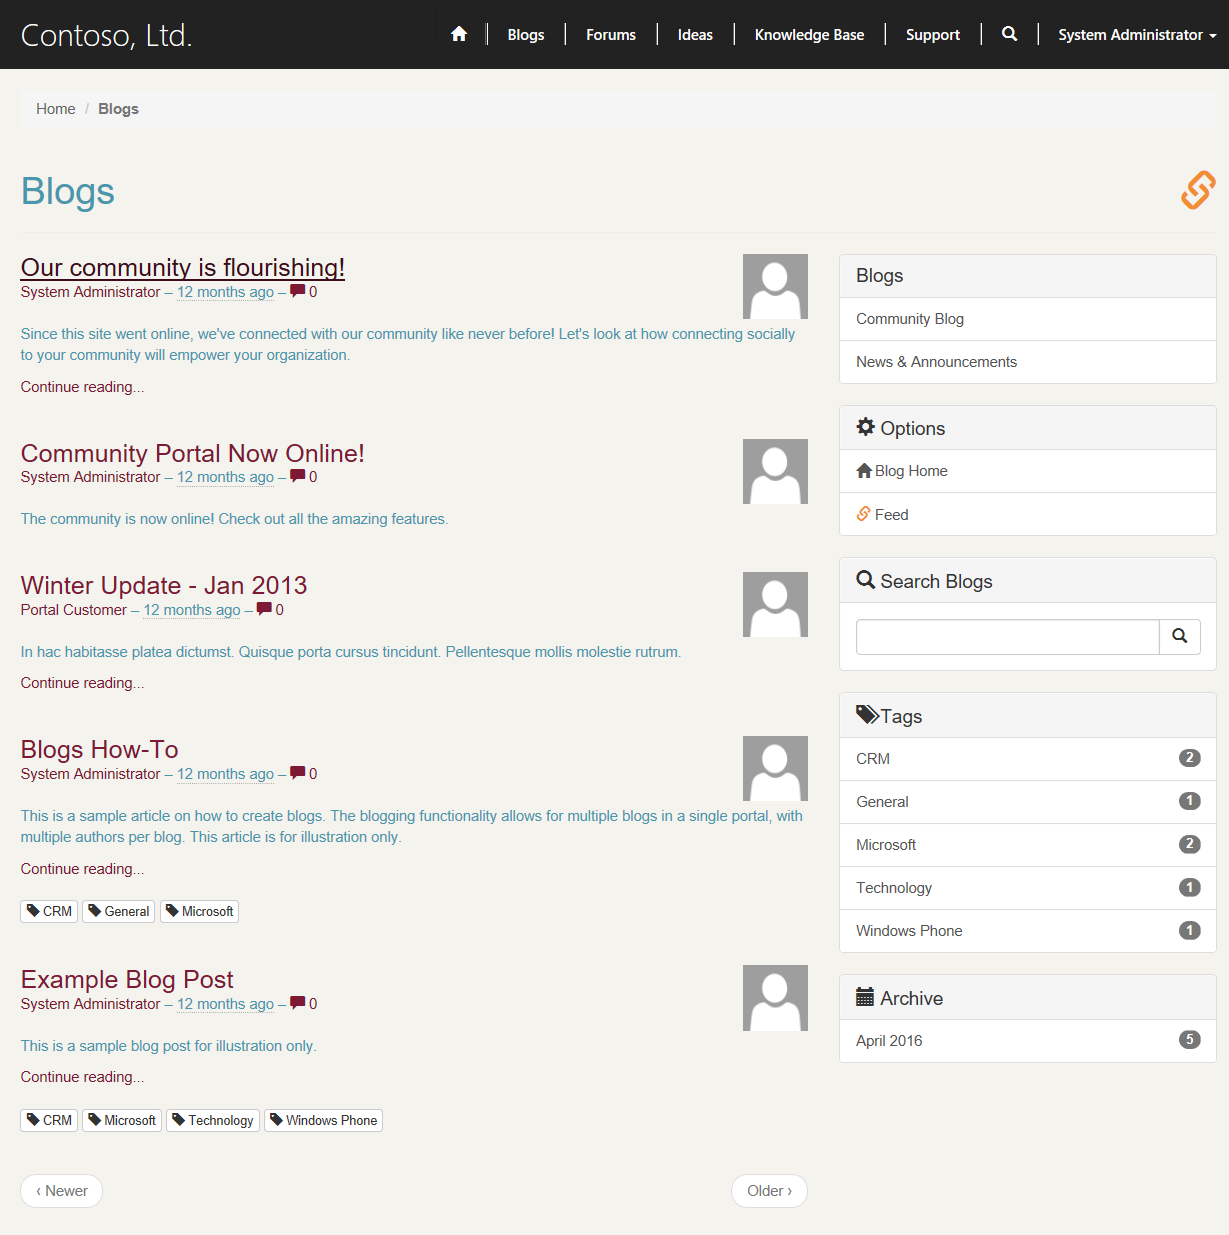 Contoso, Ltd.
Blogs
Forums
Ideas
Knowledge Base
Support
System Administrator
Home / Blogs
Blogs
Our community is flourishing!
System Administrator – 12 months ago – 0
Since this site went online, we've connected with our community like never before! Let's look at how connecting socially
to your community will empower your organization.
Continue reading...
Community Portal Now Online!
System Administrator – 12 months ago – 0
The community is now online! Check out all the amazing features.
Winter Update - Jan 2013
Portal Customer – 12 months ago – 0
In hac habitasse platea dictumst. Quisque porta cursus tincidunt. Pellentesque mollis molestie rutrum.
Continue reading...
Blogs How-To
System Administrator – 12 months ago – 0
This is a sample article on how to create blogs. The blogging functionality allows for multiple blogs in a single portal, with
multiple authors per blog. This article is for illustration only.
Continue reading...
CRM General Microsoft
Example Blog Post
System Administrator – 12 months ago – 0
This is a sample blog post for illustration only.
Continue reading...
CRM Microsoft Technology Windows Phone
‹ Newer
Older ›
Blogs
Community Blog
News & Announcements
Options
Blog Home
Feed
Search Blogs
Tags
CRM 2
General 1
Microsoft 2
Technology 1
Windows Phone 1
Archive
April 2016 5